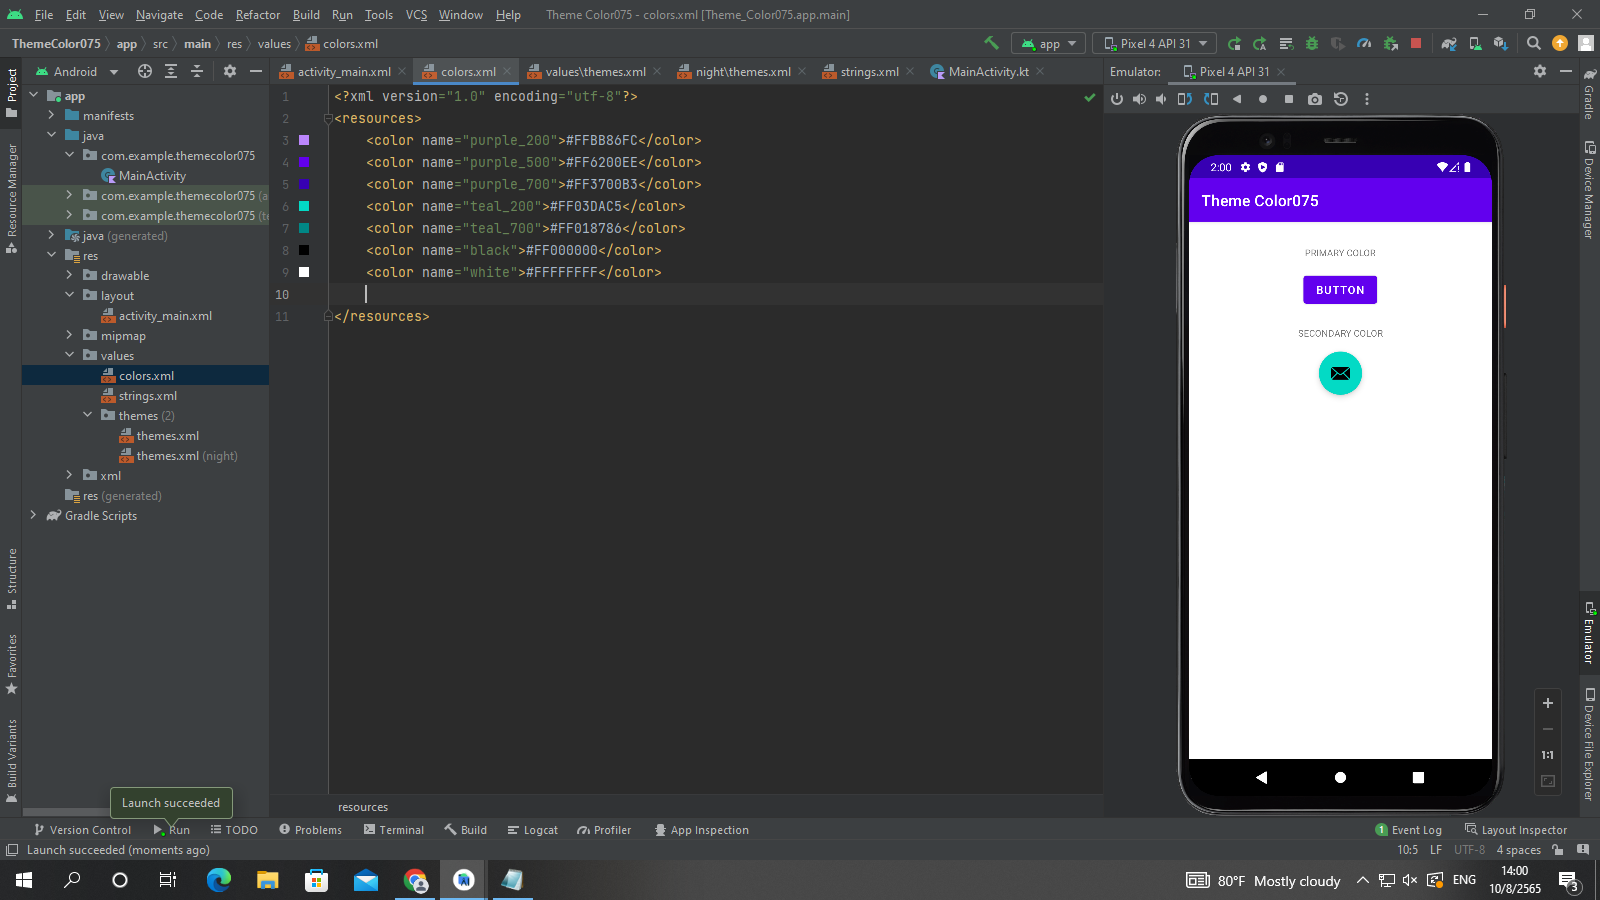 File Edit View Navigate Code Refactor Build Run Tools VCS Window Help Theme Color075 - colors.xml [Theme_Color075.app.main]
ThemeColor075 app src main res values colors.xml app Pixel 4 API 31
Project
Android
activity_main.xml colors.xml values\themes.xml night\themes.xml strings.xml MainActivity.kt
Emulator: Pixel 4 API 31
Gradle
Device Manager
Emulator
Device File Explorer
Resource Manager
Structure
Favorites
Build Variants
app
manifests
java
com.example.themecolor075
MainActivity
com.example.themecolor075 (a
com.example.themecolor075 (te
java (generated)
res
drawable
layout
activity_main.xml
mipmap
values
colors.xml
strings.xml
themes (2)
themes.xml
themes.xml (night)
xml
res (generated)
Gradle Scripts
1 <?xml version="1.0" encoding="utf-8"?>
2 <resources>
3 <color name="purple_200">#FFBB86FC</color>
4 <color name="purple_500">#FF6200EE</color>
5 <color name="purple_700">#FF3700B3</color>
6 <color name="teal_200">#FF03DAC5</color>
7 <color name="teal_700">#FF018786</color>
8 <color name="black">#FF000000</color>
9 <color name="white">#FFFFFFFF</color>
10
11 </resources>
resources
2:00
Theme Color075
PRIMARY COLOR
BUTTON
SECONDARY COLOR
1:1
Launch succeeded
Version Control Run TODO Problems Terminal Build Logcat Profiler App Inspection 1 Event Log Layout Inspector
Launch succeeded (moments ago) 10:5 LF UTF-8 4 spaces
80°F Mostly cloudy ENG 14:00
10/8/2565 3